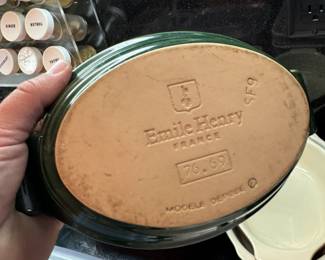 Emile Henry
FRANCE
76.69
MODELE DEPOSE